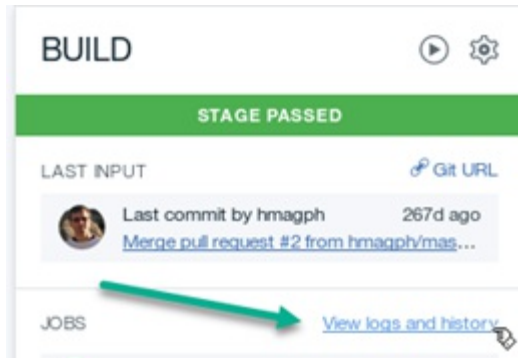 BUILD
STAGE PASSED
LAST INPUT Git URL
Last commit by hmagph 267d ago
Merge pull request #2 from hmagph/mas...
JOBS View logs and history